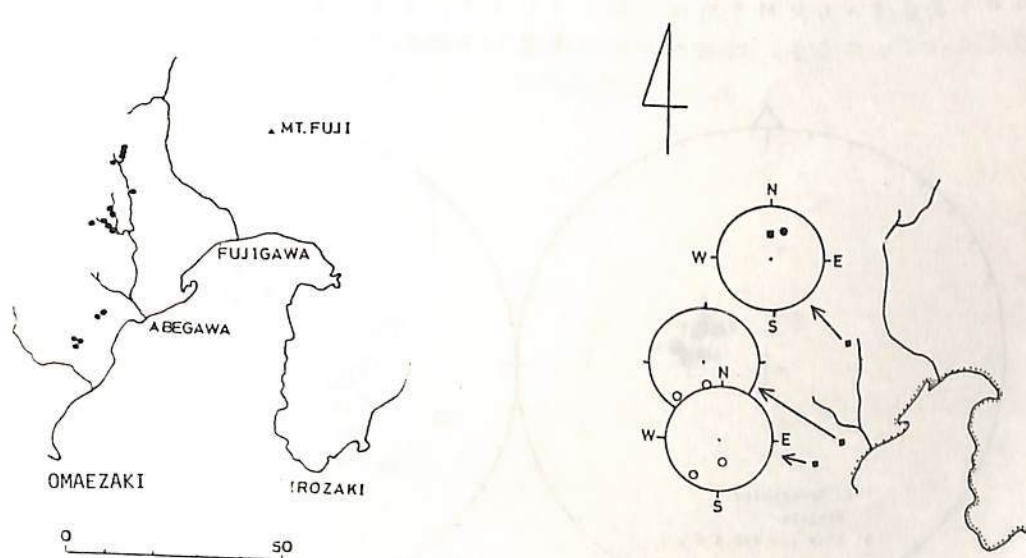 ▲ MT. FUJI
FUJIGAWA
ABEGAWA
OMAEZAKI
IROZAKI
0 50
4
N
W E
S
N
W E
S